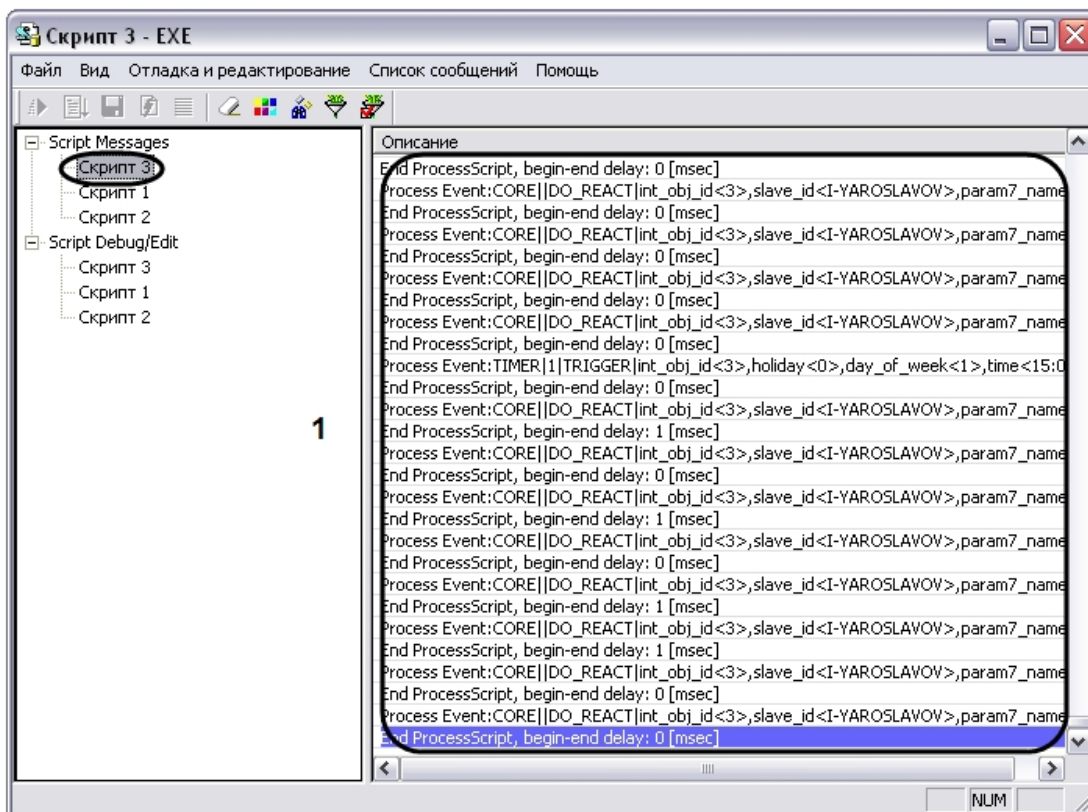 Скрипт 3 - EXE
Файл Вид Отладка и редактирование Список сообщений Помощь
Script Messages
Скрипт 3
Скрипт 1
Скрипт 2
Script Debug/Edit
Скрипт 3
Скрипт 1
Скрипт 2
1
Описание
End ProcessScript, begin-end delay: 0 [msec]
Process Event:CORE||DO_REACT|int_obj_id<3>,slave_id<I-YAROSLAVOV>,param7_name
End ProcessScript, begin-end delay: 0 [msec]
Process Event:CORE||DO_REACT|int_obj_id<3>,slave_id<I-YAROSLAVOV>,param7_name
End ProcessScript, begin-end delay: 0 [msec]
Process Event:CORE||DO_REACT|int_obj_id<3>,slave_id<I-YAROSLAVOV>,param7_name
End ProcessScript, begin-end delay: 0 [msec]
Process Event:CORE||DO_REACT|int_obj_id<3>,slave_id<I-YAROSLAVOV>,param7_name
End ProcessScript, begin-end delay: 0 [msec]
Process Event:TIMER|1|TRIGGER|int_obj_id<3>,holiday<0>,day_of_week<1>,time<15:0
End ProcessScript, begin-end delay: 0 [msec]
Process Event:CORE||DO_REACT|int_obj_id<3>,slave_id<I-YAROSLAVOV>,param7_name
End ProcessScript, begin-end delay: 1 [msec]
Process Event:CORE||DO_REACT|int_obj_id<3>,slave_id<I-YAROSLAVOV>,param7_name
End ProcessScript, begin-end delay: 0 [msec]
Process Event:CORE||DO_REACT|int_obj_id<3>,slave_id<I-YAROSLAVOV>,param7_name
End ProcessScript, begin-end delay: 1 [msec]
Process Event:CORE||DO_REACT|int_obj_id<3>,slave_id<I-YAROSLAVOV>,param7_name
End ProcessScript, begin-end delay: 0 [msec]
Process Event:CORE||DO_REACT|int_obj_id<3>,slave_id<I-YAROSLAVOV>,param7_name
End ProcessScript, begin-end delay: 1 [msec]
Process Event:CORE||DO_REACT|int_obj_id<3>,slave_id<I-YAROSLAVOV>,param7_name
End ProcessScript, begin-end delay: 1 [msec]
Process Event:CORE||DO_REACT|int_obj_id<3>,slave_id<I-YAROSLAVOV>,param7_name
End ProcessScript, begin-end delay: 0 [msec]
Process Event:CORE||DO_REACT|int_obj_id<3>,slave_id<I-YAROSLAVOV>,param7_name
End ProcessScript, begin-end delay: 0 [msec]
NUM